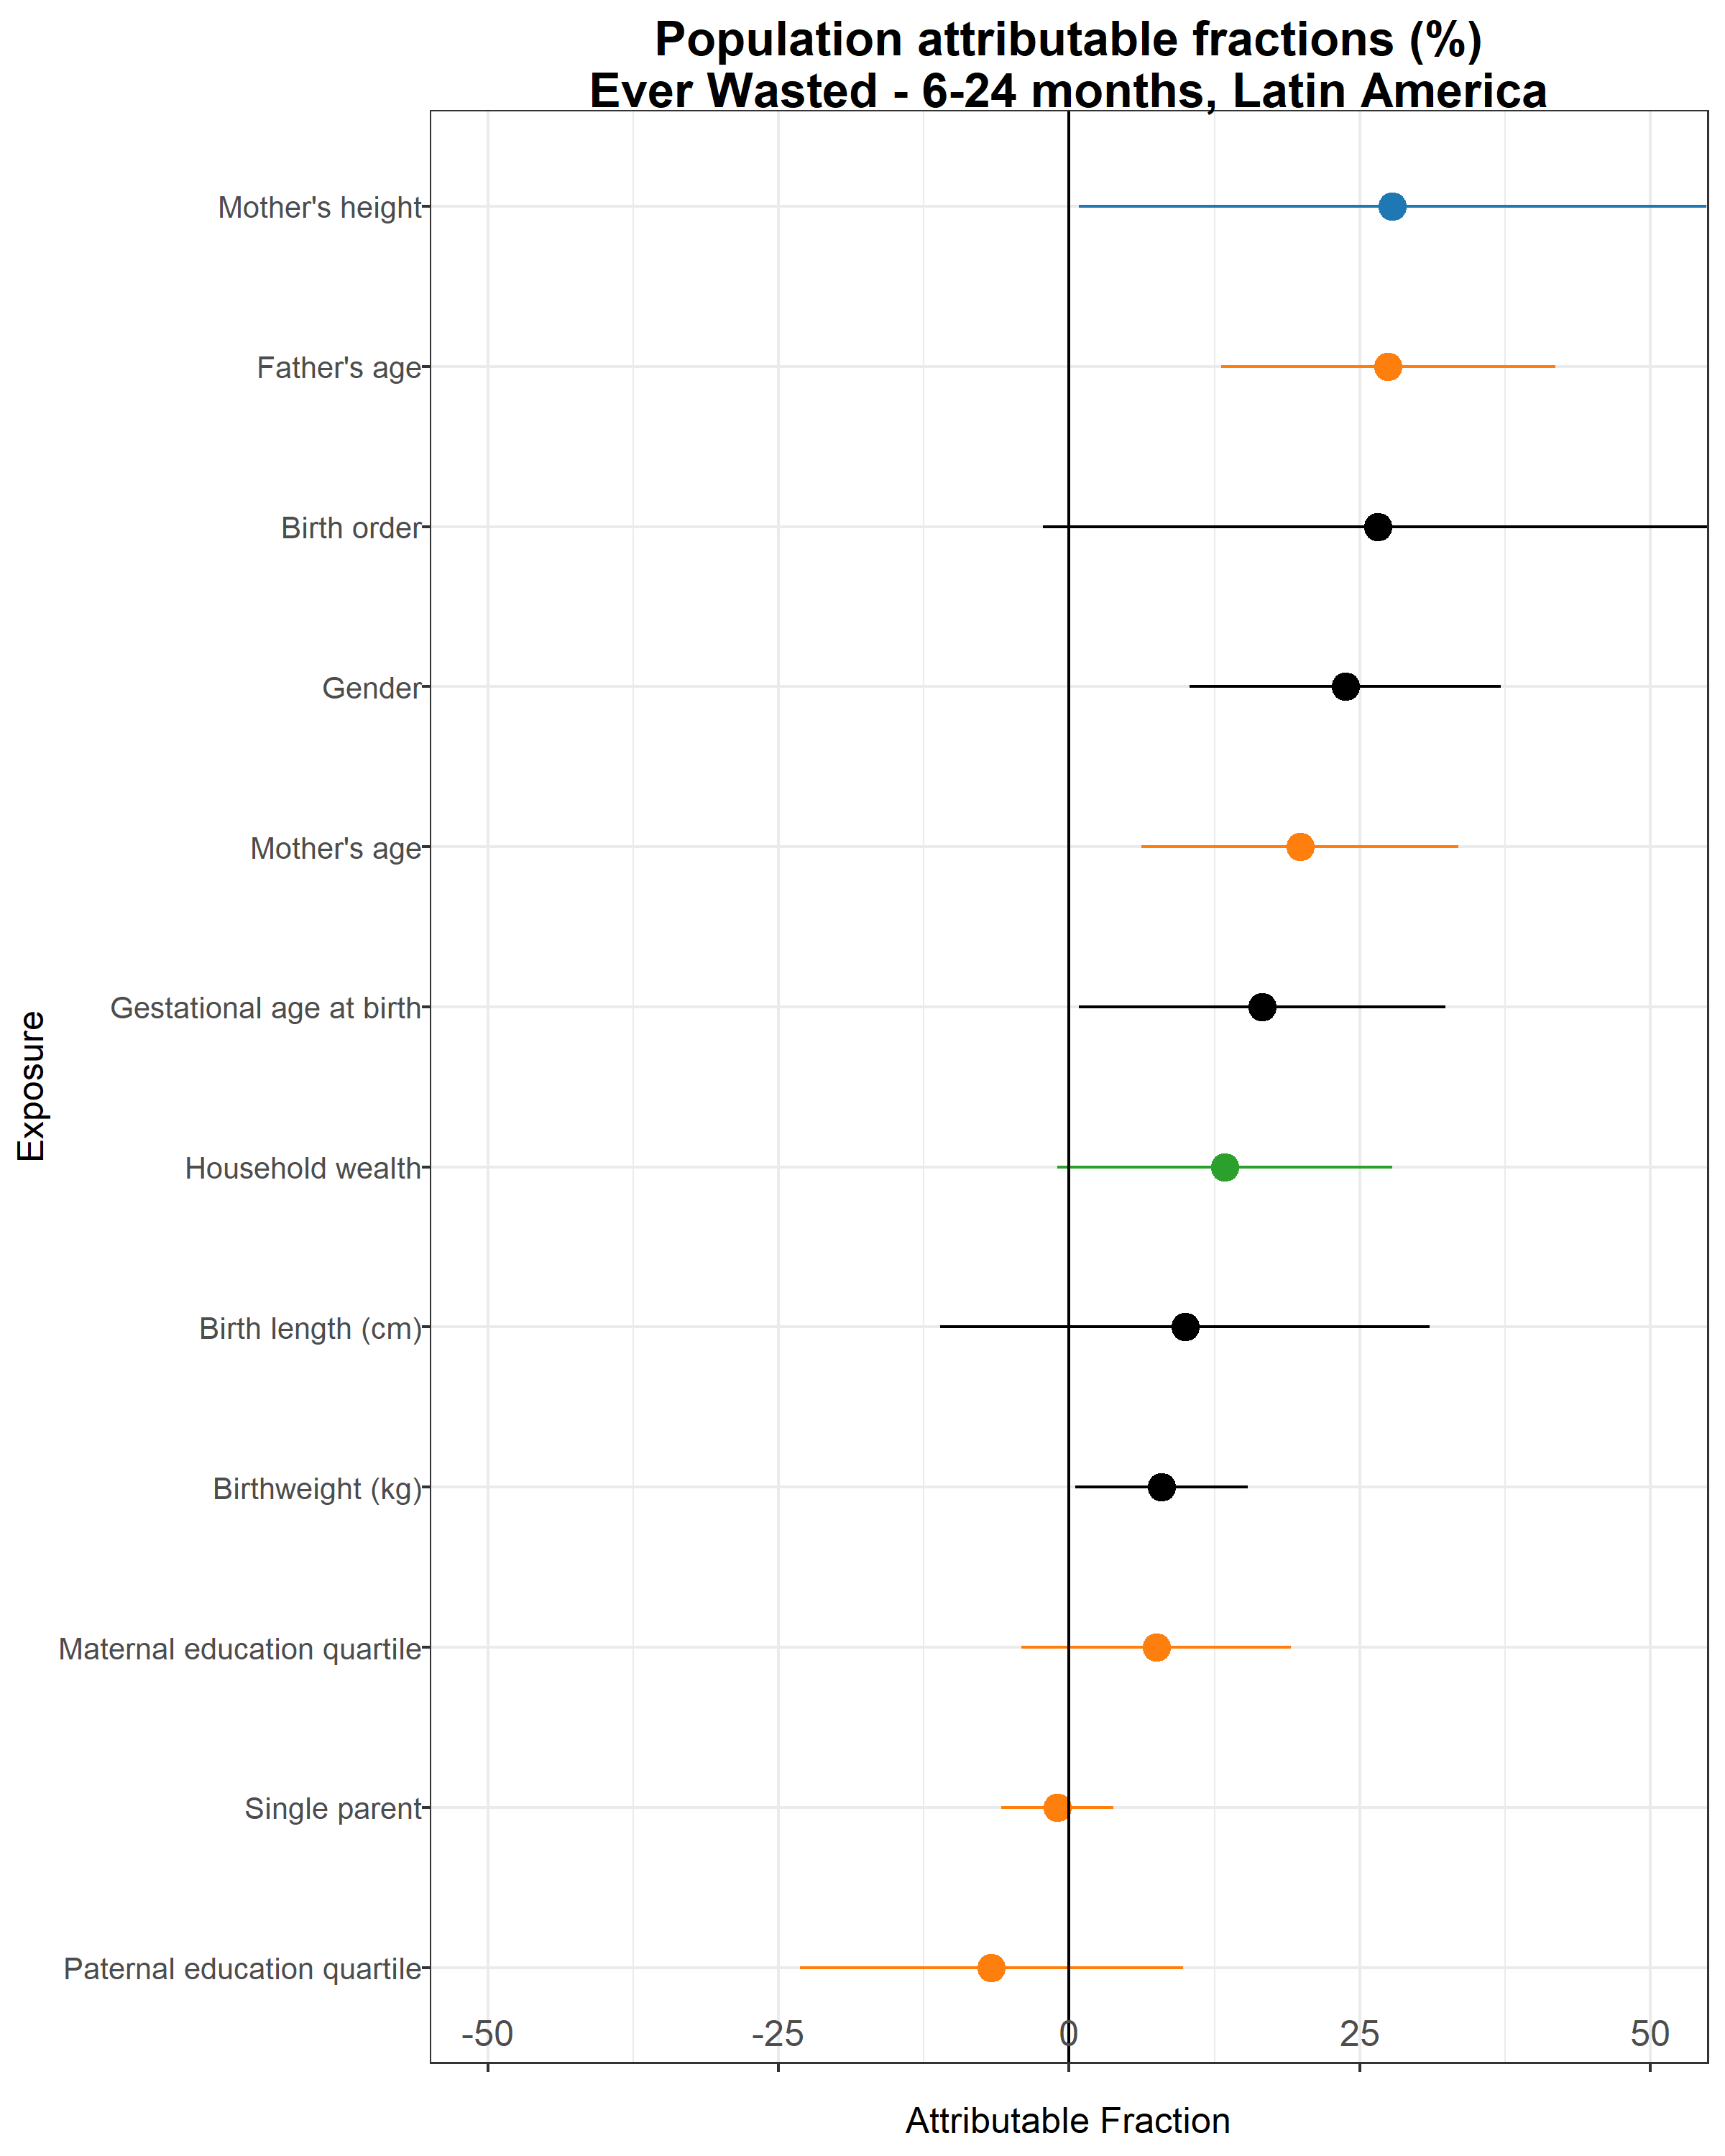 Population attributable fractions (%)
Ever Wasted - 6-24 months, Latin America
Exposure
Mother's height
Father's age
Birth order
Gender
Mother's age
Gestational age at birth
Household wealth
Birth length (cm)
Birthweight (kg)
Maternal education quartile
Single parent
Paternal education quartile
-50 -25 0 25 50
Attributable Fraction